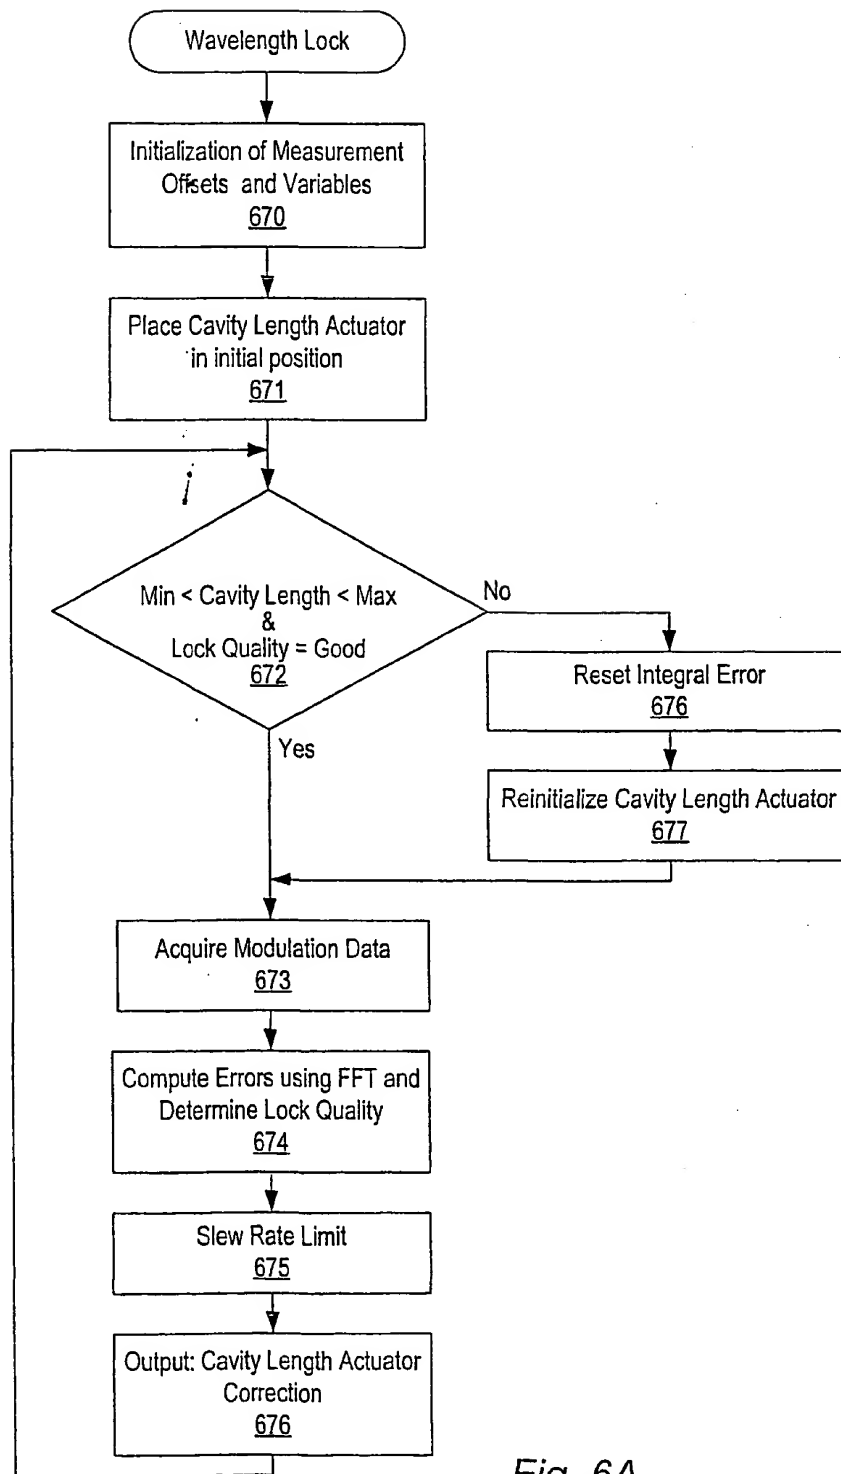 Wavelength Lock
Initialization of Measurement
Offsets and Variables
670
Place Cavity Length Actuator
in initial position
671
Min < Cavity Length < Max
&
Lock Quality = Good
672
No
Yes
Reset Integral Error
676
Reinitialize Cavity Length Actuator
677
Acquire Modulation Data
673
Compute Errors using FFT and
Determine Lock Quality
674
Slew Rate Limit
675
Output: Cavity Length Actuator
Correction
676
Fig. 6A